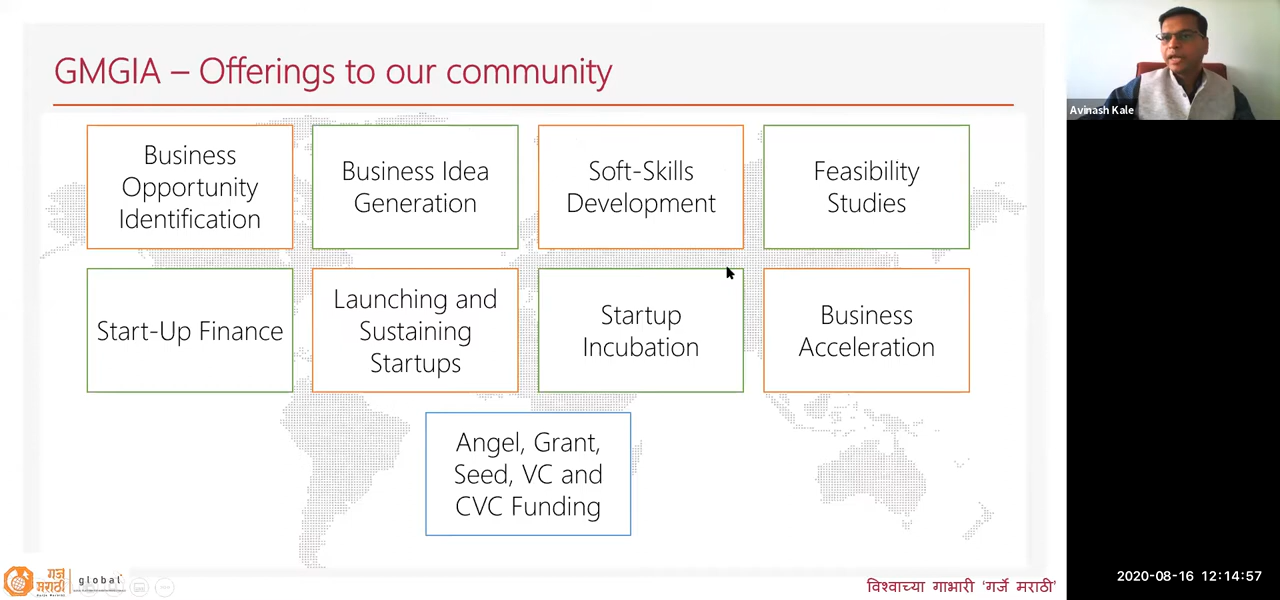 GMGIA – Offerings to our community
Avinash Kale
Business
Opportunity
Identification
Business Idea
Generation
Soft-Skills
Development
Feasibility
Studies
Start-Up Finance
Launching and
Sustaining
Startups
Startup
Incubation
Business
Acceleration
Angel, Grant,
Seed, VC and
CVC Funding
गर्जे
मराठी
global
विश्वाच्या गाभारी ‘गर्जे मराठी’
2020-08-16 12:14:57